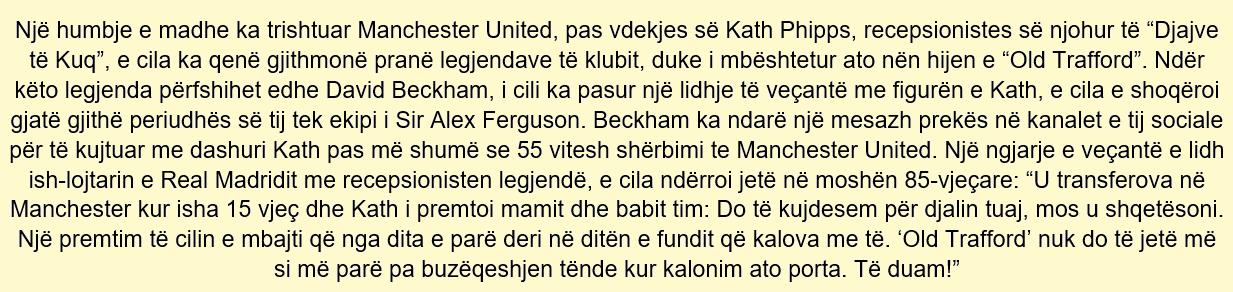 Një humbje e madhe ka trishtuar Manchester United, pas vdekjes së Kath Phipps, recepsionistes së njohur të “Djajve
të Kuq”, e cila ka qenë gjithmonë pranë legjendave të klubit, duke i mbështetur ato nën hijen e “Old Trafford”. Ndër
këto legjenda përfshihet edhe David Beckham, i cili ka pasur një lidhje të veçantë me figurën e Kath, e cila e shoqëroi
gjatë gjithë periudhës së tij tek ekipi i Sir Alex Ferguson. Beckham ka ndarë një mesazh prekës në kanalet e tij sociale
për të kujtuar me dashuri Kath pas më shumë se 55 vitesh shërbimi te Manchester United. Një ngjarje e veçantë e lidh
ish-lojtarin e Real Madridit me recepsionisten legjendë, e cila ndërroi jetë në moshën 85-vjeçare: “U transferova në
Manchester kur isha 15 vjeç dhe Kath i premtoi mamit dhe babit tim: Do të kujdesem për djalin tuaj, mos u shqetësoni.
Një premtim të cilin e mbajti që nga dita e parë deri në ditën e fundit që kalova me të. ‘Old Trafford’ nuk do të jetë më
si më parë pa buzëqeshjen tënde kur kalonim ato porta. Të duam!”